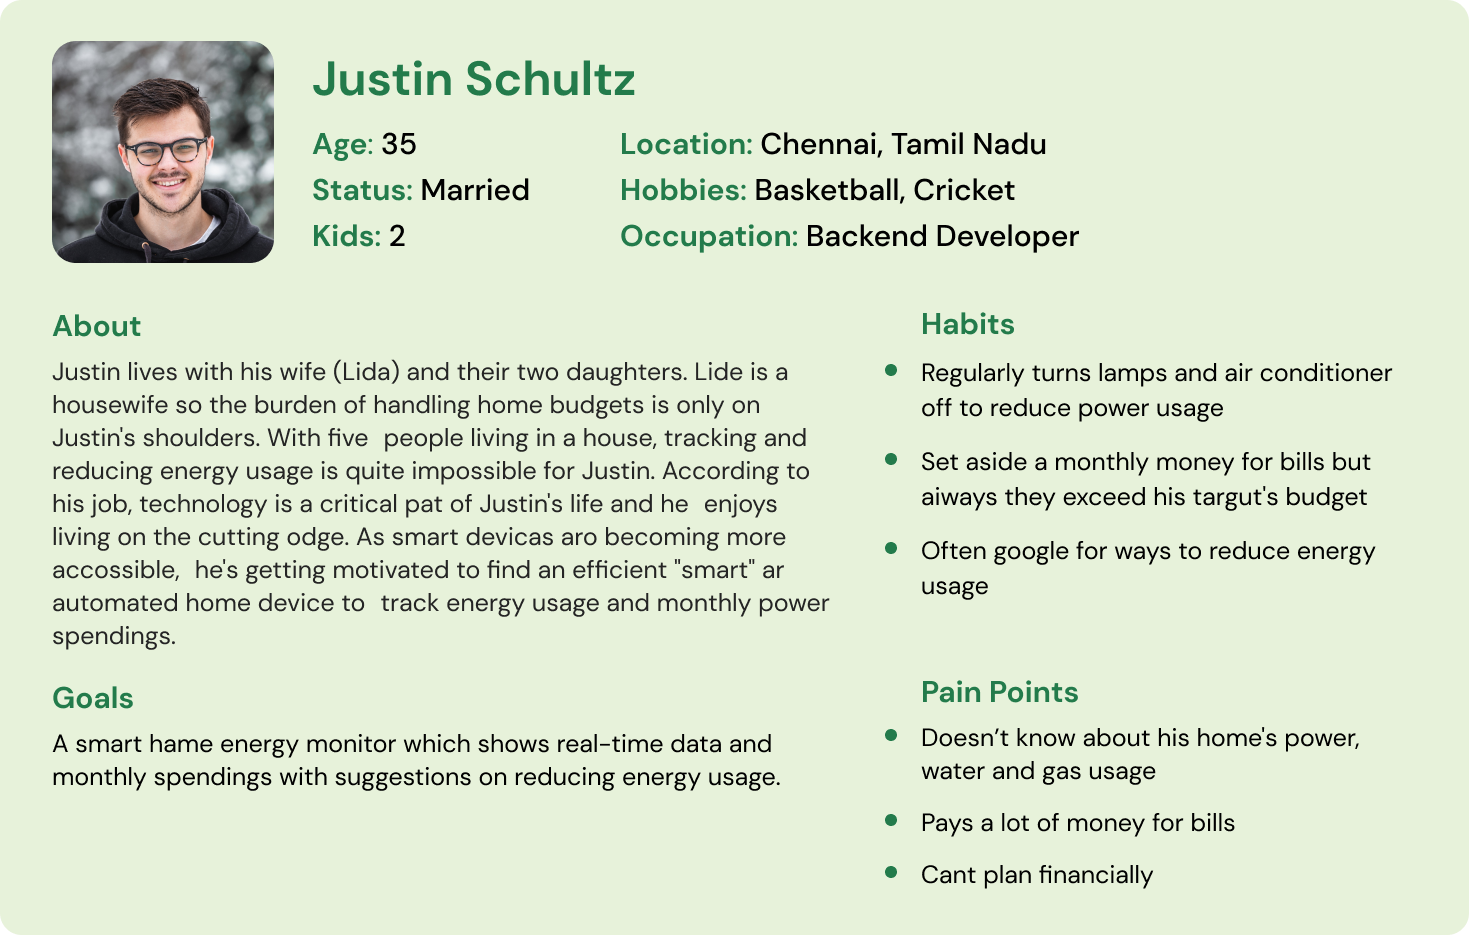 Justin Schultz
Age: 35
Location: Chennai, Tamil Nadu
Status: Married
Hobbies: Basketball, Cricket
Kids: 2
Occupation: Backend Developer
About
Justin lives with his wife (Lida) and their two daughters. Lide is a
housewife so the burden of handling home budgets is only on
Justin's shoulders. With five  people living in a house, tracking and
reducing energy usage is quite impossible for Justin. According to
his job, technology is a critical pat of Justin's life and he  enjoys
living on the cutting odge. As smart devicas aro becoming more
accossible,  he's getting motivated to find an efficient "smart" ar
automated home device to  track energy usage and monthly power
spendings.
Goals
A smart hame energy monitor which shows real-time data and
monthly spendings with suggestions on reducing energy usage.
Habits
Regularly turns lamps and air conditioner
off to reduce power usage
Set aside a monthly money for bills but
aiways they exceed his targut's budget
Often google for ways to reduce energy
usage
Pain Points
Doesn’t know about his home's power,
water and gas usage
Pays a lot of money for bills
Cant plan financially